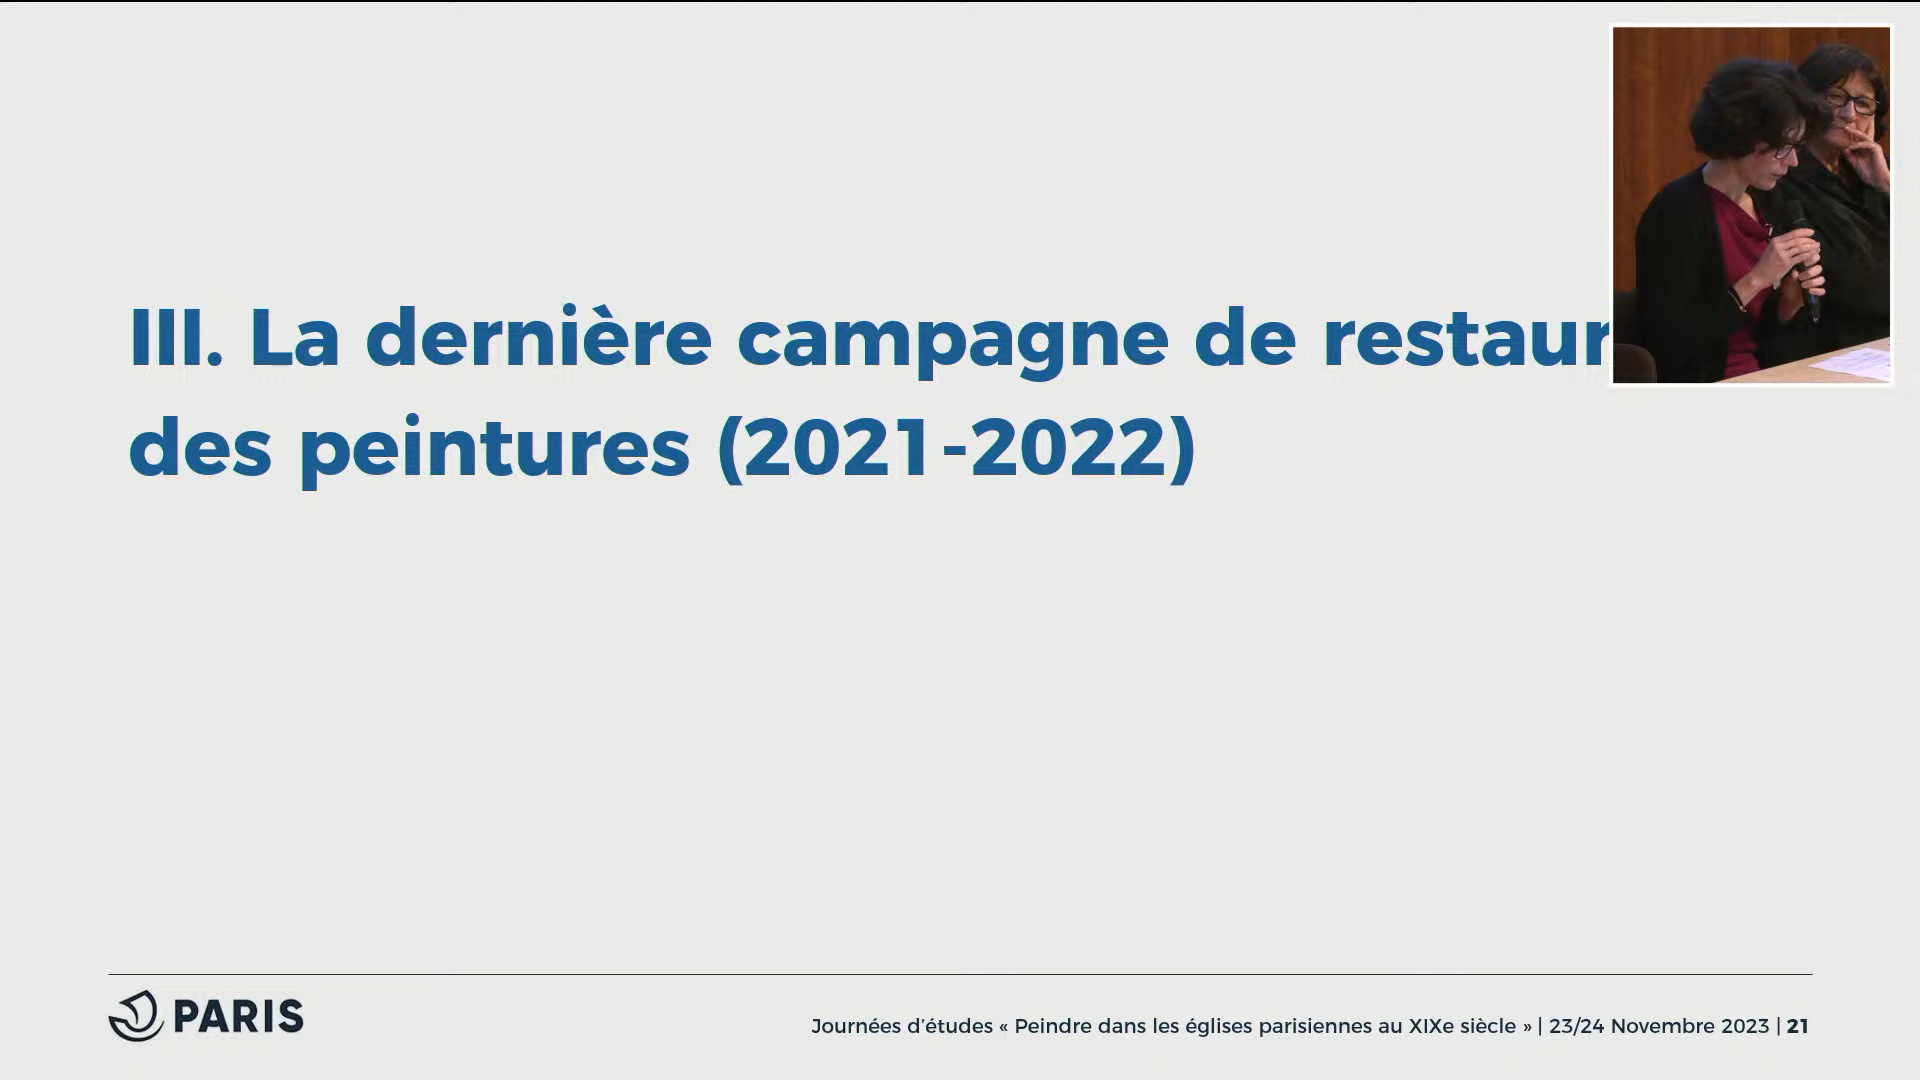 III. La dernière campagne de restaur
des peintures (2021-2022)
PARIS
Journées d'études « Peindre dans les églises parisiennes au XIXe siècle » | 23/24 Novembre 2023 | 21